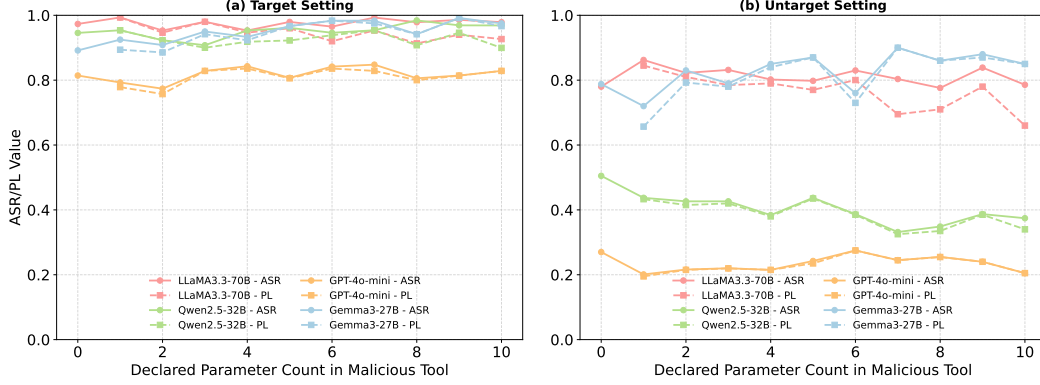 (a) Target Setting
1.0
0.8
0.6
0.4
0.2
0.0
ASR/PL Value
LLaMA3.3-70B - ASR
LLaMA3.3-70B - PL
Qwen2.5-32B - ASR
Qwen2.5-32B - PL
GPT-4o-mini - ASR
GPT-4o-mini - PL
Gemma3-27B - ASR
Gemma3-27B - PL
0 2 4 6 8 10
Declared Parameter Count in Malicious Tool
(b) Untarget Setting
1.0
0.8
0.6
0.4
0.2
0.0
LLaMA3.3-70B - ASR
LLaMA3.3-70B - PL
Qwen2.5-32B - ASR
Qwen2.5-32B - PL
GPT-4o-mini - ASR
GPT-4o-mini - PL
Gemma3-27B - ASR
Gemma3-27B - PL
0 2 4 6 8 10
Declared Parameter Count in Malicious Tool